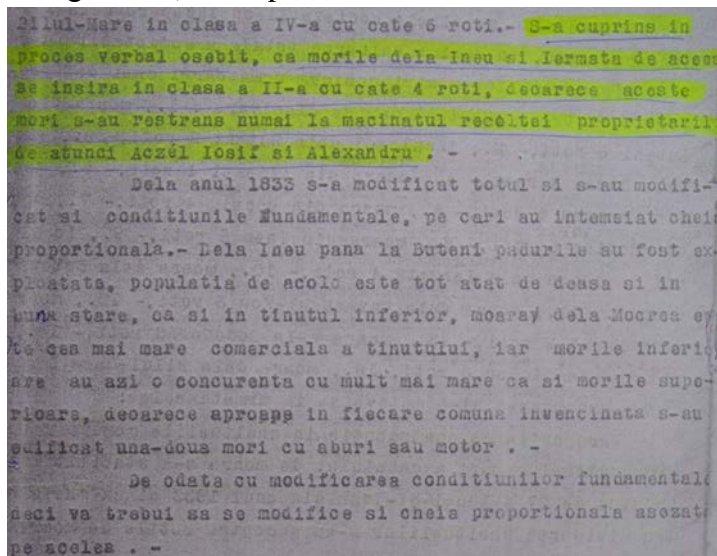 Pilul-Mare in clasa a IV-a cu cate 6 roti.- S-a cuprins in
proces verbal osebit, ca morile dela Ineu si Iermata de aces
se insira in clasa a II-a cu cate 4 roti, deoarece aceste
mori s-au restrans numai la macinatul recoltei proprietaril
de atunci Aczél Iosif si Alexandru . -
Dela anul 1833 s-a modificat totul si s-au modifi-
cat si conditiunile fundamentale, pe cari au intemeiat cheia
proportionala.- Dela Ineu pana la Buteni padurile au fost ex-
ploatate, populatia de acolo este tot atat de deasa si in
buna stare, ca si in tinutul inferior, moara dela Mocrea es
te cea mai mare comerciala a tinutului, iar morile inferio
are au azi o concurenta cu mult mai mare ca si morile supe-
rioare, deoarece aproape in fiecare comuna invencinata s-au
edificat una-doua mori cu aburi sau motor . -
De odata cu modificarea conditiunilor fundamentale
deci va trebui sa se modifice si cheia proportionala asezata
pe acelea . -